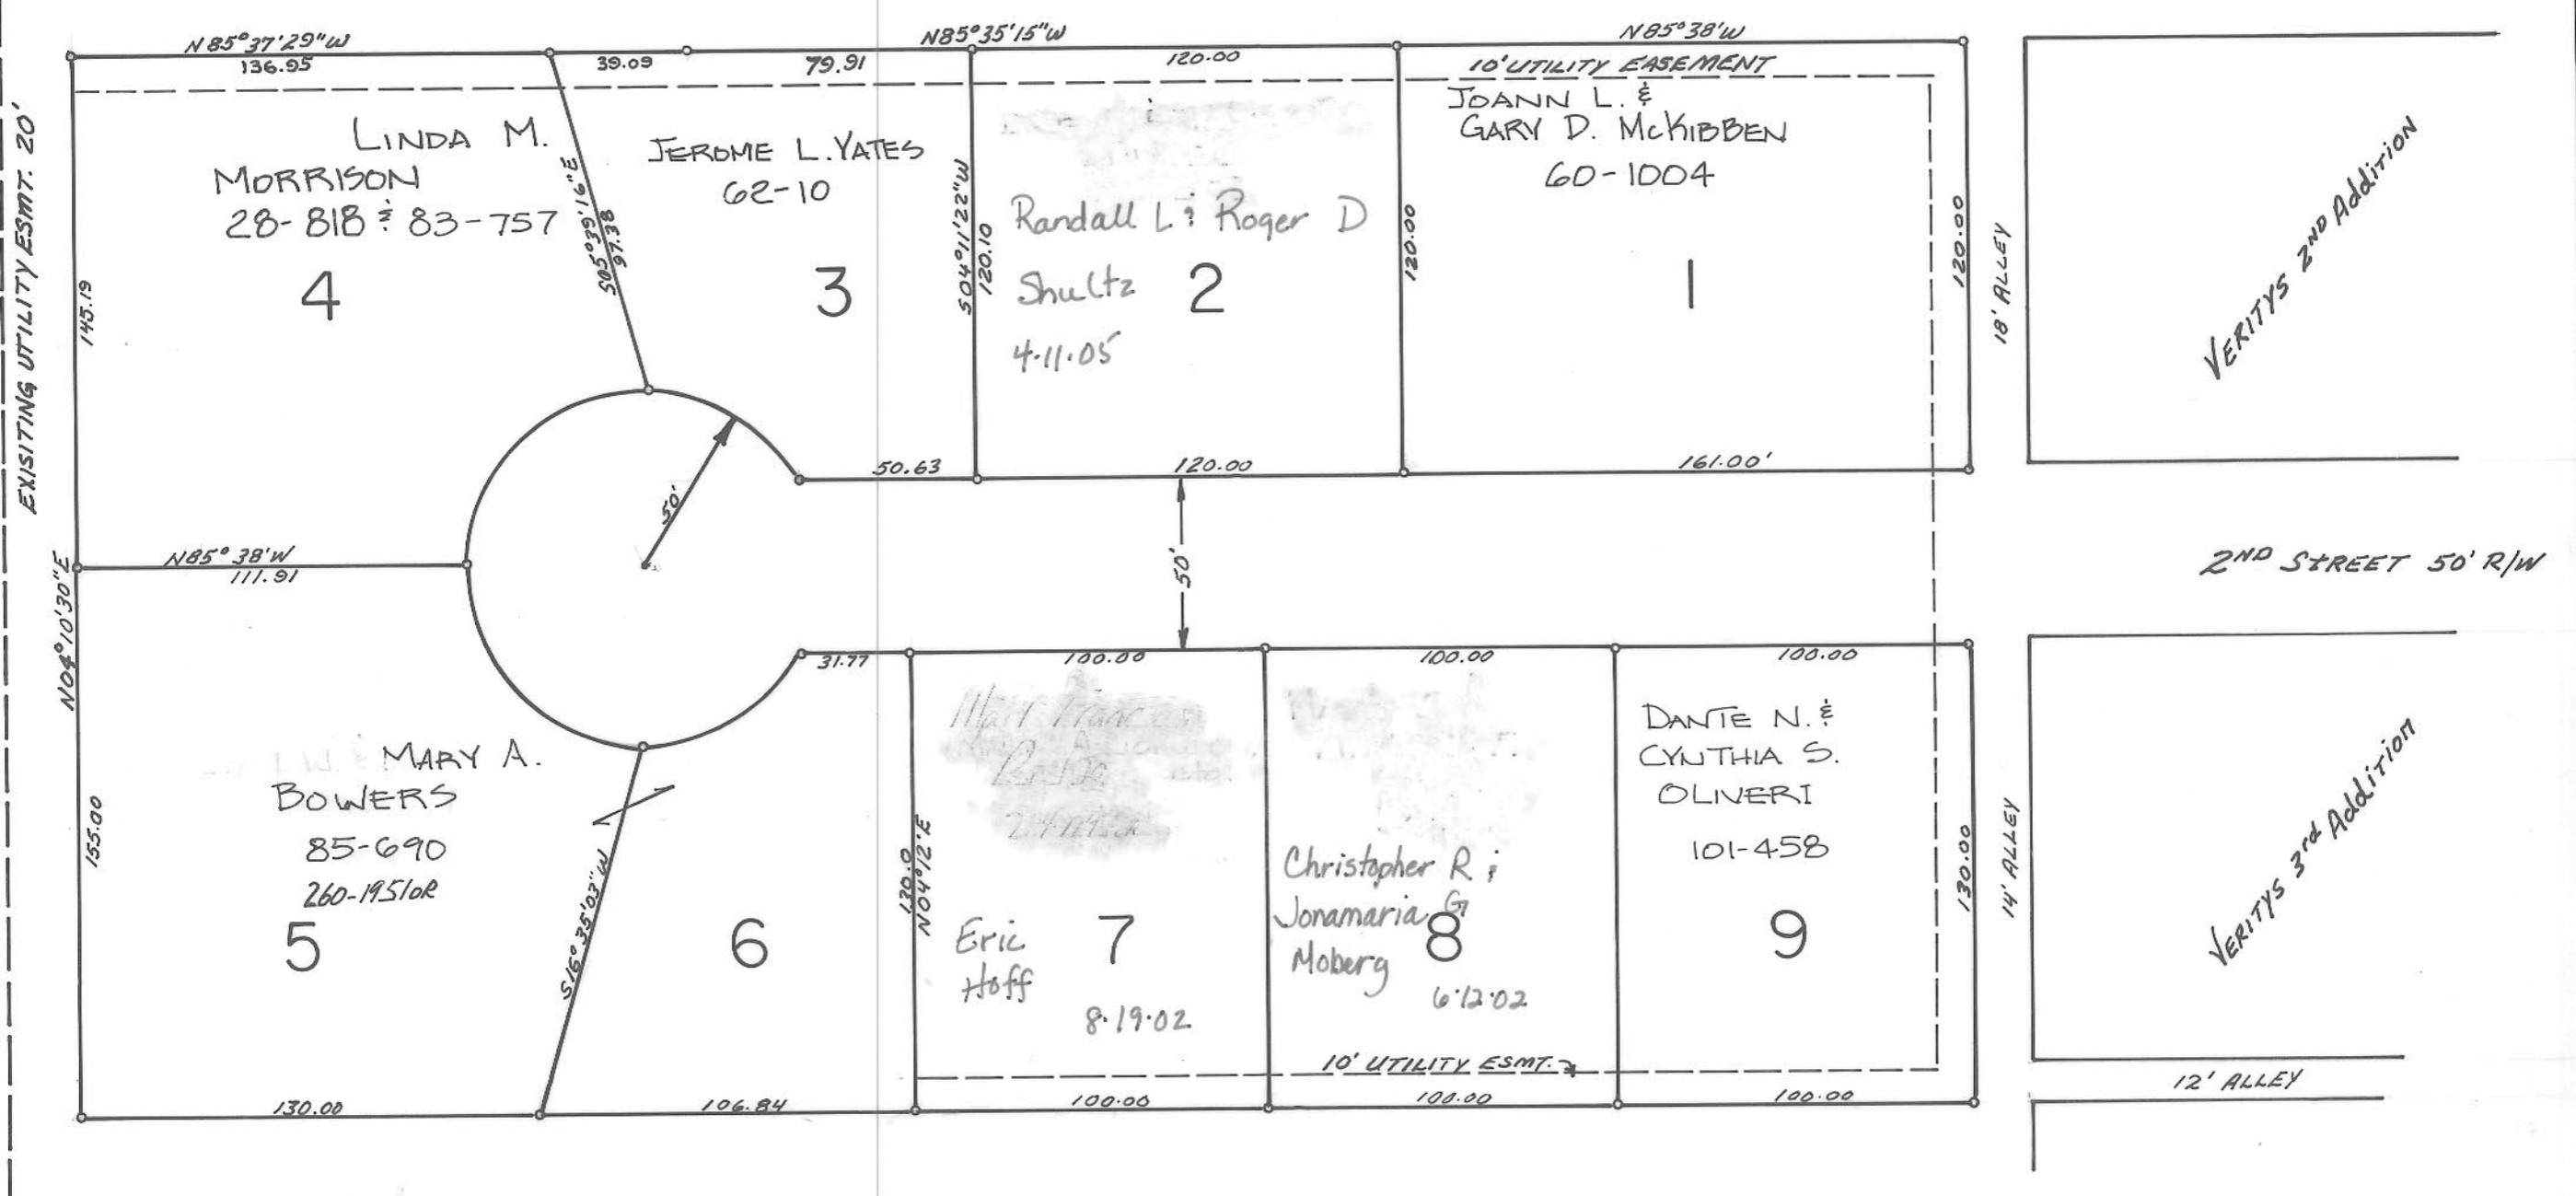 N85°37'29"W
136.95
39.09
79.91
N85°35'15"W
120.00
N85°38'W
10' UTILITY EASEMENT
EXISITING UTILITY ESMT. 20'
145.19
LINDA M.
MORRISON
28-818 & 83-757
4
97.38
JEROME L. YATES
62-10
3
S04°11'22"W
120.10
Randall L & Roger D
Shultz
2
4.11.05
120.00
JOANN L. &
GARY D. McKIBBEN
60-1004
1
120.00
18' ALLEY
VERITYS 2ND Addition
50.63
120.00
161.00'
50'
50'
N85°38'W
111.91
N04°10'30"E
2ND STREET 50' R/W
31.77
100.00
100.00
100.00
155.00
MARY A.
BOWERS
85-690
260-195/OR
5
S16°35'03"W
6
130.0
N04°12'E
Eric
Hoff
7
8.19.02
Christopher R &
Jonamaria G
Moberg
8
6.12.02
DANTE N. &
CYNTHIA S.
OLIVERI
101-458
9
130.00
14' ALLEY
VERITYS 3rd Addition
10' UTILITY ESMT.
12' ALLEY
130.00
106.84
100.00
100.00
100.00